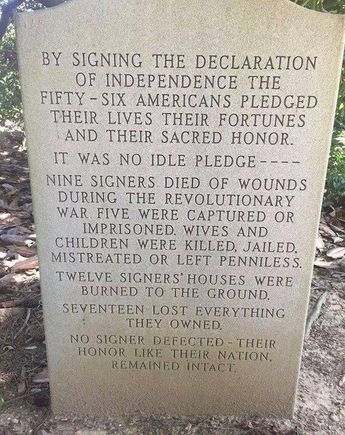 BY SIGNING THE DECLARATION
OF INDEPENDENCE THE
FIFTY-SIX AMERICANS PLEDGED
THEIR LIVES THEIR FORTUNES
AND THEIR SACRED HONOR.
IT WAS NO IDLE PLEDGE----
NINE SIGNERS DIED OF WOUNDS
DURING THE REVOLUTIONARY
WAR FIVE WERE CAPTURED OR
IMPRISONED. WIVES AND
CHILDREN WERE KILLED, JAILED,
MISTREATED OR LEFT PENNILESS.
TWELVE SIGNERS' HOUSES WERE
BURNED TO THE GROUND.
SEVENTEEN LOST EVERYTHING
THEY OWNED.
NO SIGNER DEFECTED-THEIR
HONOR LIKE THEIR NATION,
REMAINED INTACT.